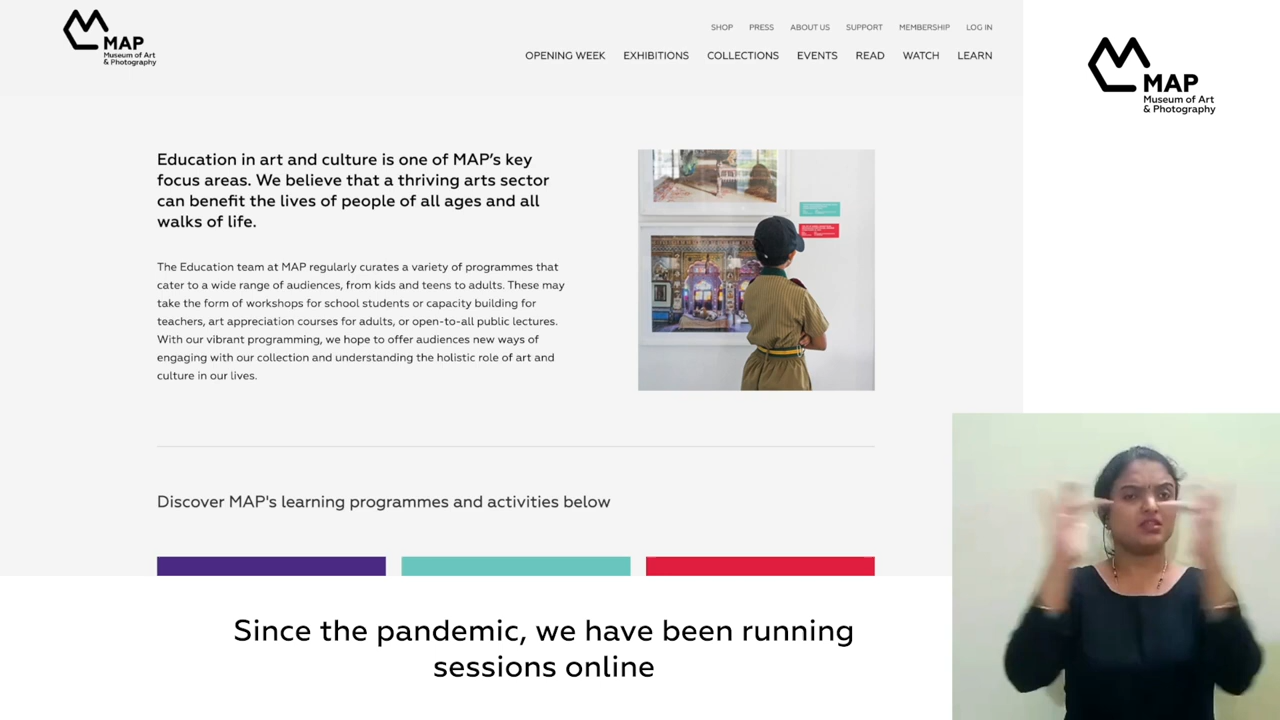 MAP
Museum of Art
& Photography
SHOP PRESS ABOUT US SUPPORT MEMBERSHIP LOG IN
OPENING WEEK EXHIBITIONS COLLECTIONS EVENTS READ WATCH LEARN
MAP
Museum of Art
& Photography
Education in art and culture is one of MAP’s key
focus areas. We believe that a thriving arts sector
can benefit the lives of people of all ages and all
walks of life.
The Education team at MAP regularly curates a variety of programmes that
cater to a wide range of audiences, from kids and teens to adults. These may
take the form of workshops for school students or capacity building for
teachers, art appreciation courses for adults, or open-to-all public lectures.
With our vibrant programming, we hope to offer audiences new ways of
engaging with our collection and understanding the holistic role of art and
culture in our lives.
Discover MAP's learning programmes and activities below
Since the pandemic, we have been running
sessions online